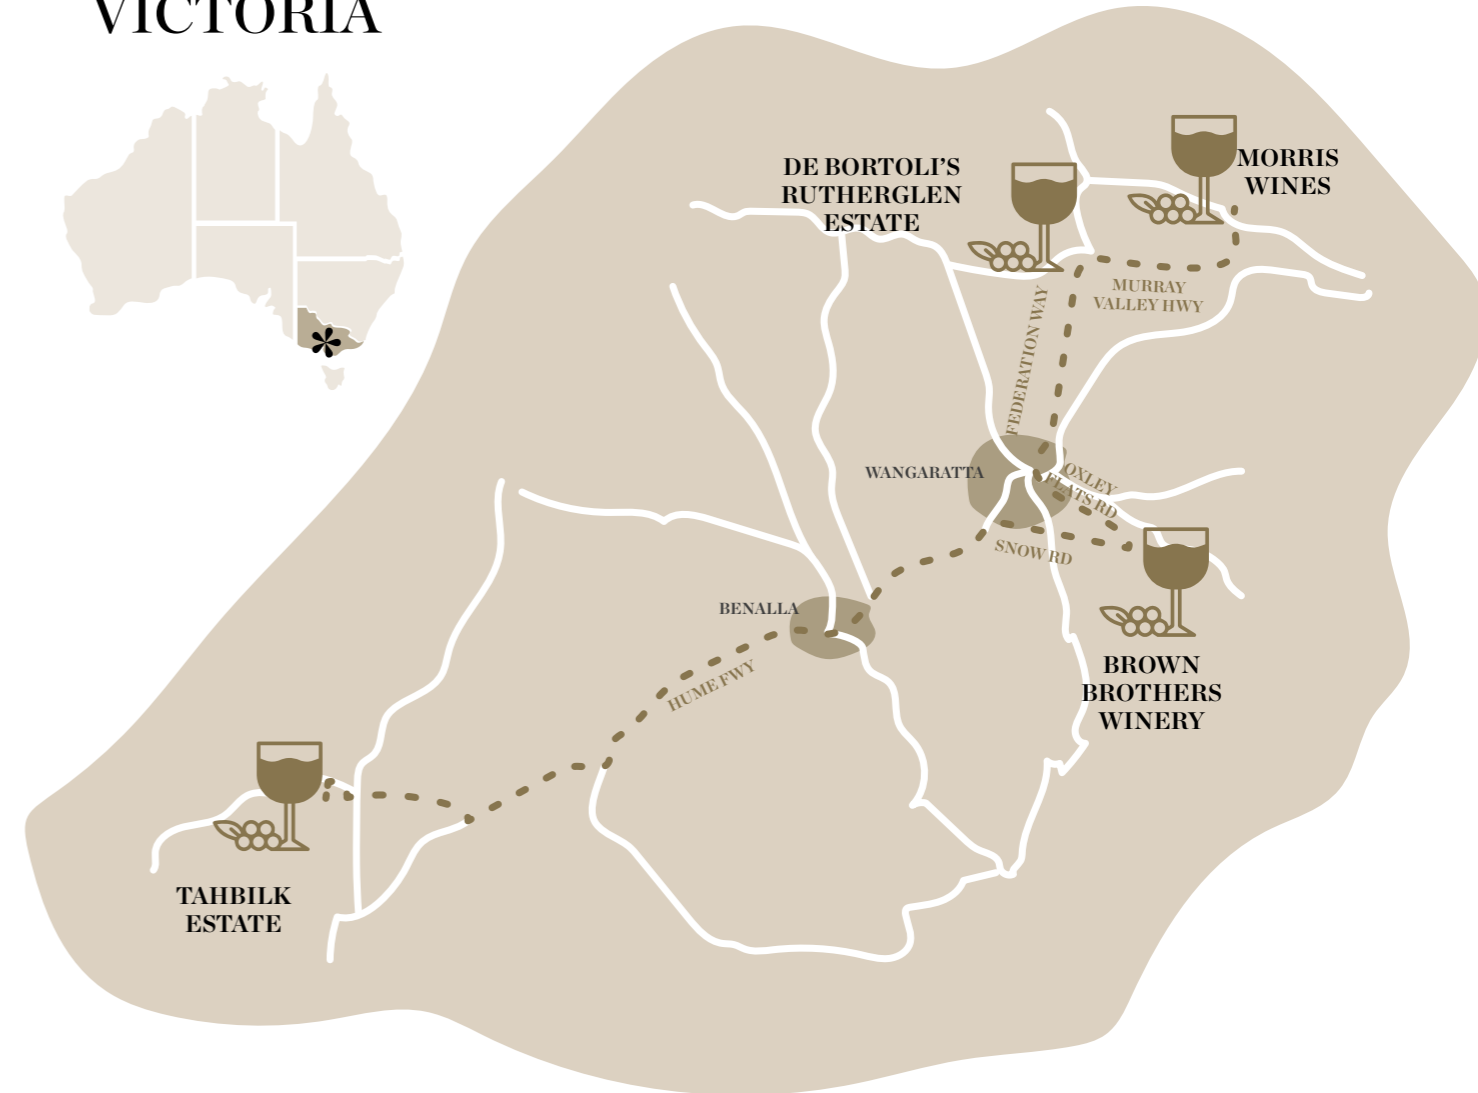 VICTORIA
DE BORTOLI’S
RUTHERGLEN
ESTATE
MORRIS
WINES
MURRAY
VALLEY HWY
FEDERATION WAY
WANGARATTA
OXLEY
FLATS RD
SNOW RD
BENALLA
HUME FWY
BROWN
BROTHERS
WINERY
TAHBILK
ESTATE